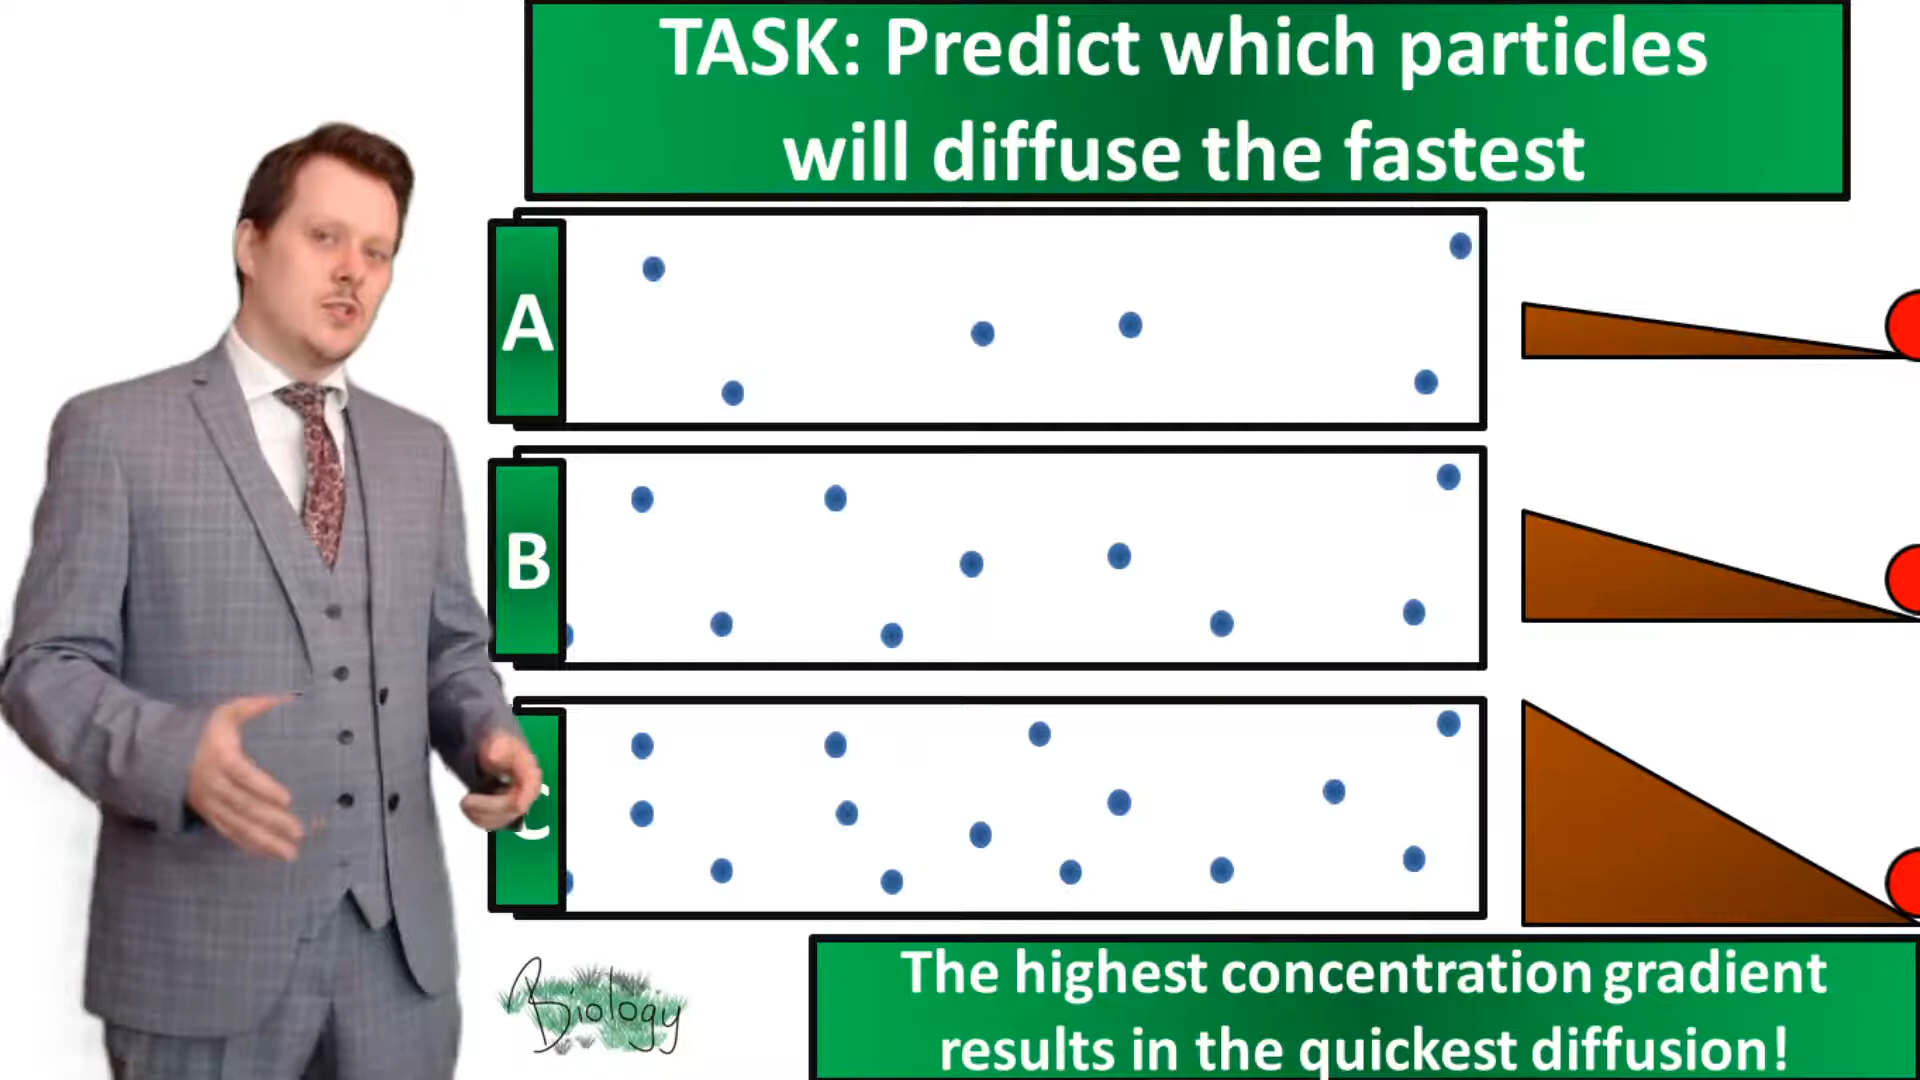 TASK: Predict which particles
will diffuse the fastest
A
B
C
Biology
The highest concentration gradient
results in the quickest diffusion!